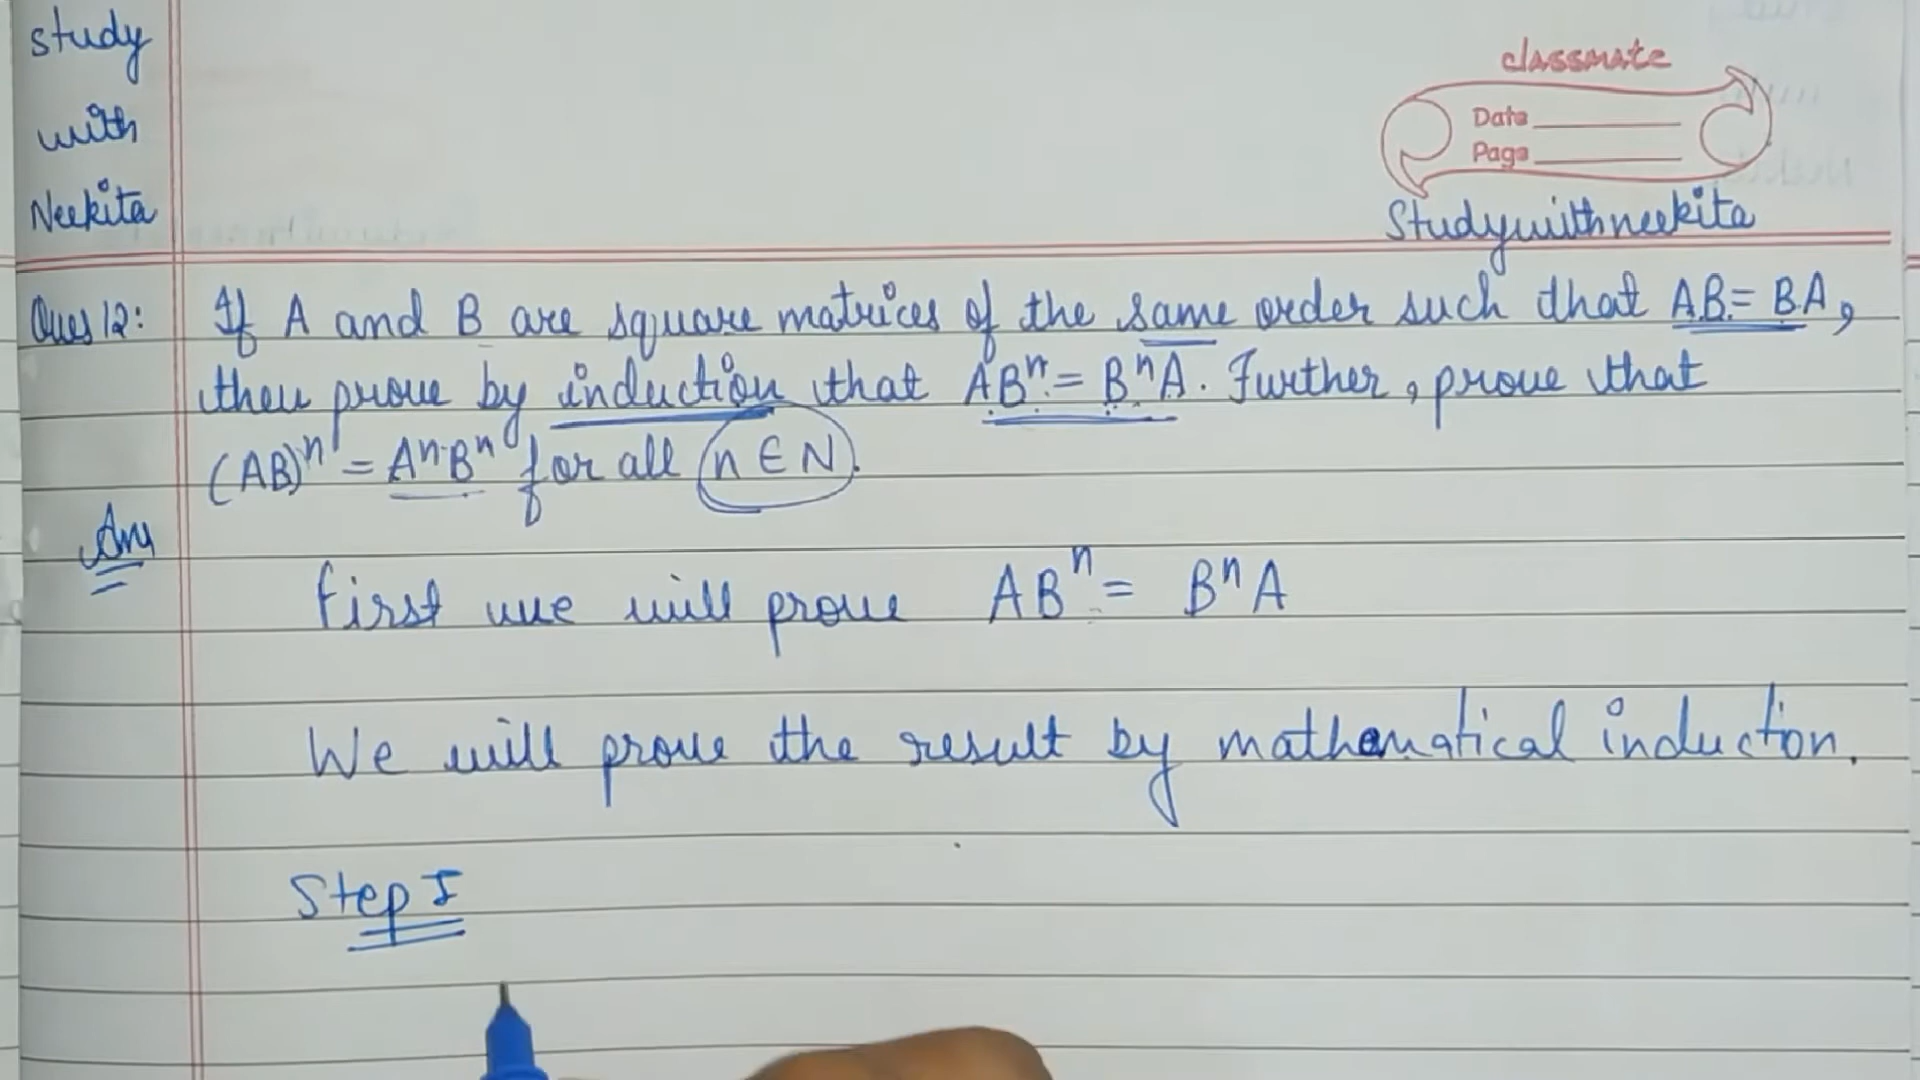 study
with
Neekita
classmate
Date
Page
Studywithneekita
Ques 12: If A and B are square matrices of the same order such that AB = BA,
then prove by induction that ABⁿ = BⁿA. Further, prove that
(AB)ⁿ = AⁿBⁿ for all n ∈ N.
Ans
First we will prove ABⁿ = BⁿA
We will prove the result by mathematical induction.
Step I